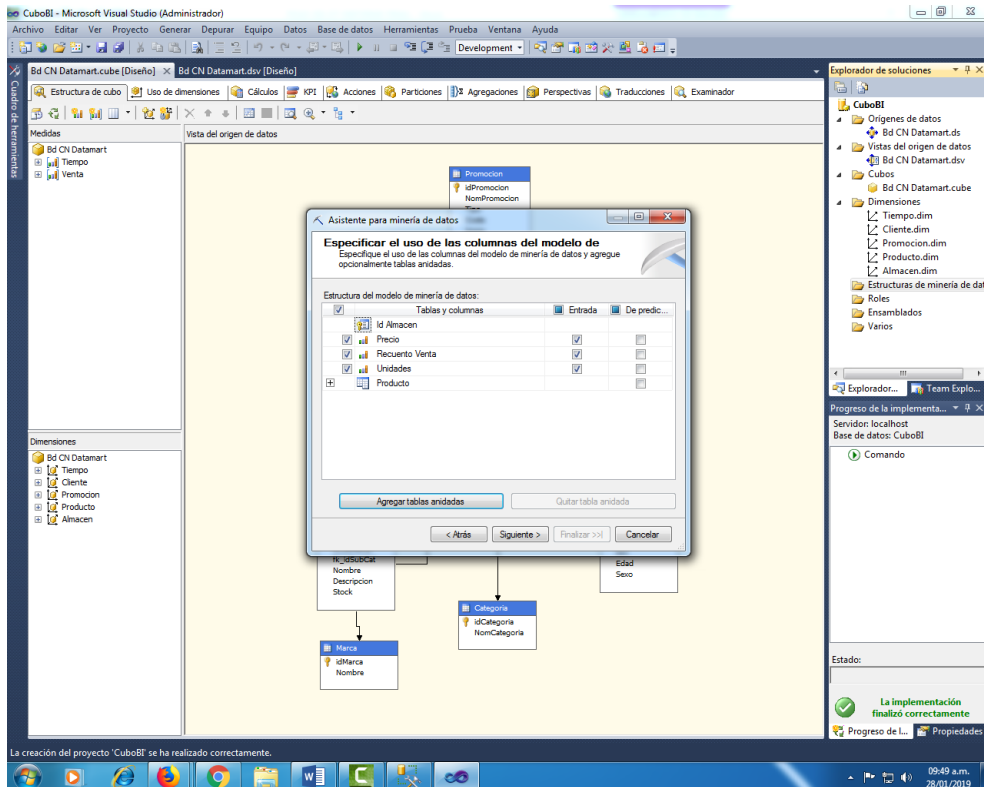 CuboBI - Microsoft Visual Studio (Administrador)
Archivo Editar Ver Proyecto Generar Depurar Equipo Datos Base de datos Herramientas Prueba Ventana Ayuda
Development
Bd CN Datamart.cube [Diseño] Bd CN Datamart.dsv [Diseño]
Estructura de cubo Uso de dimensiones Cálculos KPI Acciones Particiones Agregaciones Perspectivas Traducciones Examinador
Cuadro de herramientas
Medidas
Bd CN Datamart
Tiempo
Venta
Dimensiones
Bd CN Datamart
Tiempo
Cliente
Promocion
Producto
Almacen
Vista del origen de datos
Promocion
idPromocion
NomPromocion
Asistente para minería de datos
Especificar el uso de las columnas del modelo de
Especifique el uso de las columnas del modelo de minería de datos y agregue
opcionalmente tablas anidadas.
Estructura del modelo de minería de datos:
Tablas y columnas Entrada De predic...
Id Almacen
Precio
Recuento Venta
Unidades
Producto
Agregar tablas anidadas Quitar tabla anidada
< Atrás Siguiente > Finalizar >>| Cancelar
fk_idSubCat
Nombre
Descripcion
Stock
Edad
Sexo
Categoria
idCategoria
NomCategoria
Marca
idMarca
Nombre
Explorador de soluciones
CuboBI
Orígenes de datos
Bd CN Datamart.ds
Vistas del origen de datos
Bd CN Datamart.dsv
Cubos
Bd CN Datamart.cube
Dimensiones
Tiempo.dim
Cliente.dim
Promocion.dim
Producto.dim
Almacen.dim
Estructuras de minería de dat
Roles
Ensamblados
Varios
Explorador... Team Explo...
Progreso de la implementa...
Servidor: localhost
Base de datos: CuboBI
Comando
Estado:
La implementación
finalizó correctamente
Progreso de l... Propiedades
La creación del proyecto 'CuboBI' se ha realizado correctamente.
09:49 a.m.
28/01/2019